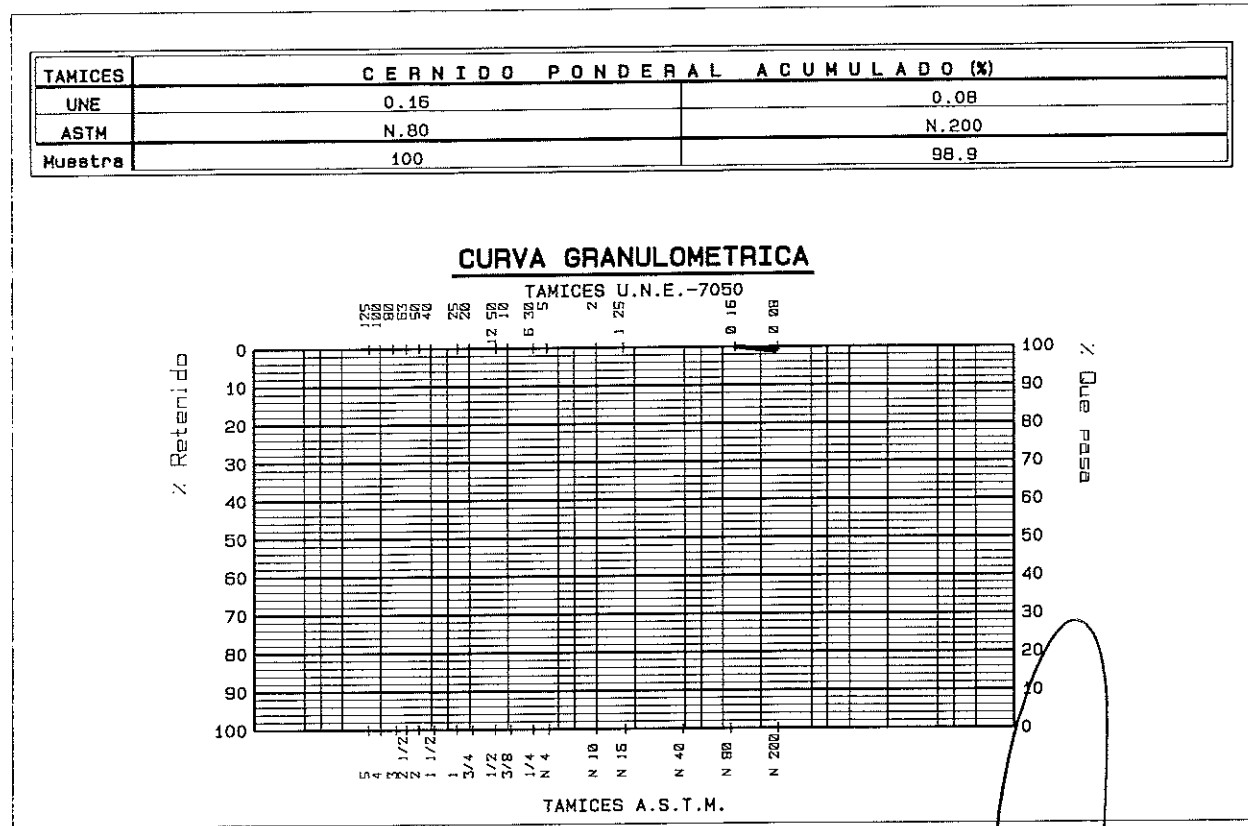 TAMICES CERNIDO PONDERAL ACUMULADO (%)
UNE 0.16 0.08
ASTM N.80 N.200
Muestra 100 98.9
CURVA GRANULOMETRICA
TAMICES U.N.E.-7050
125 100 80 63 50 40 25 20 12 50 10 6 30 5 2 1 25 0 16 0 08
% Retenido
% Que pasa
0 100
10 90
20 80
30 70
40 60
50 50
60 40
70 30
80 20
90 10
100 0
5 4 3 2 1/2 2 1 1/2 1 3/4 1/2 3/8 1/4 N 4 N 10 N 16 N 40 N 80 N 200
TAMICES A.S.T.M.